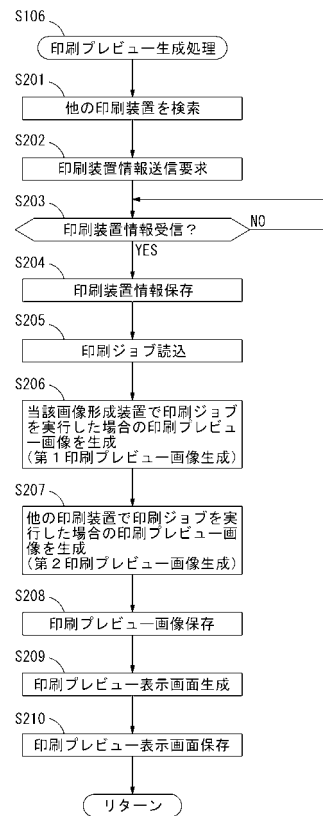 S106
印刷プレビュー生成処理
S201
他の印刷装置を検索
S202
印刷装置情報送信要求
S203
印刷装置情報受信？
NO
YES
S204
印刷装置情報保存
S205
印刷ジョブ読込
S206
当該画像形成装置で印刷ジョブ
を実行した場合の印刷プレビュ
ー画像を生成
(第１印刷プレビュー画像生成)
S207
他の印刷装置で印刷ジョブを実
行した場合の印刷プレビュー画
像を生成
(第２印刷プレビュー画像生成)
S208
印刷プレビュー画像保存
S209
印刷プレビュー表示画面生成
S210
印刷プレビュー表示画面保存
リターン